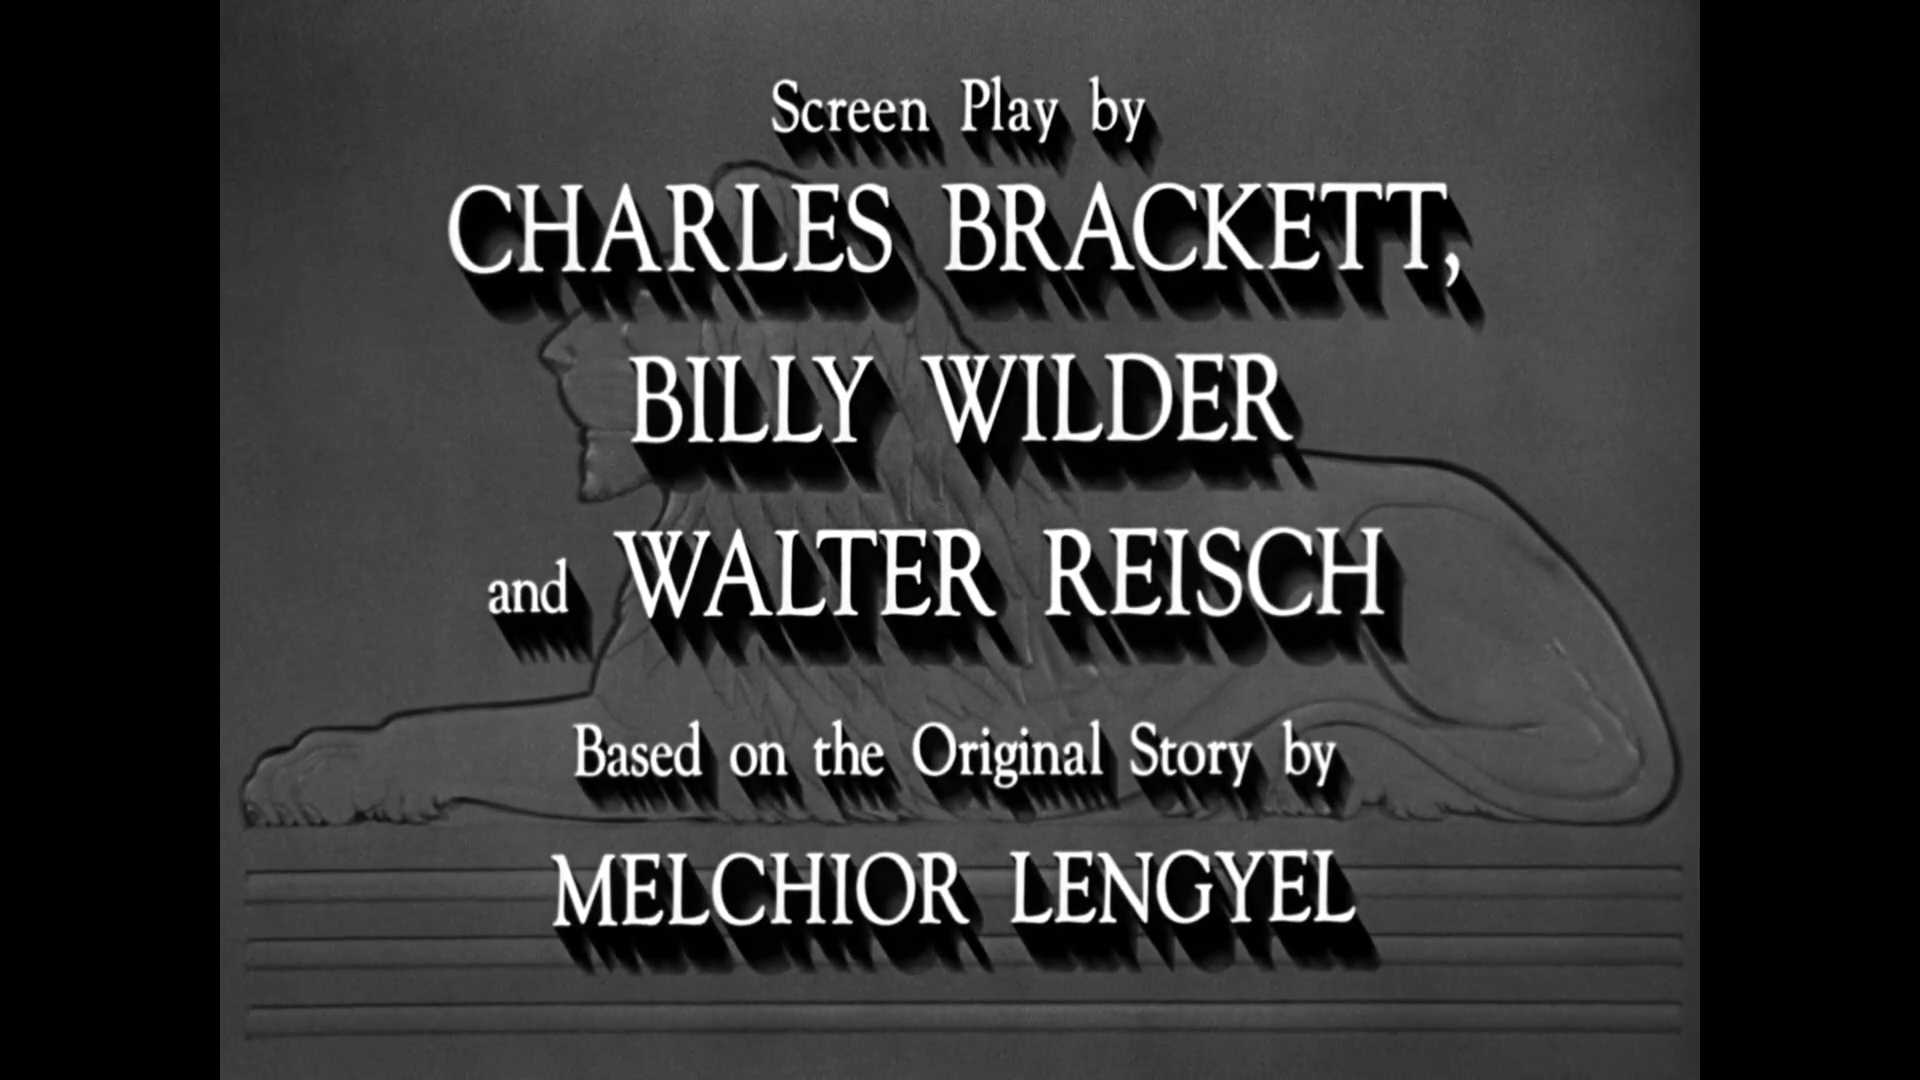 Screen Play by
CHARLES BRACKETT,
BILLY WILDER
and WALTER REISCH
Based on the Original Story by
MELCHIOR LENGYEL